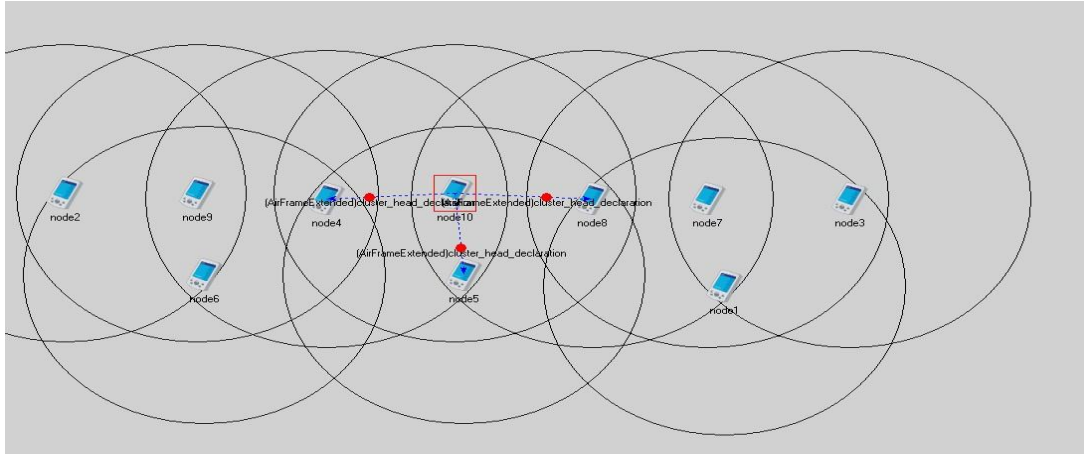 (AirFrameExtended)cluster_head_declaration
(AirFrameExtended)cluster_head_declaration
node2
node9
node4
node10
node8
node7
node3
(AirFrameExtended)cluster_head_declaration
node6
node5
node1